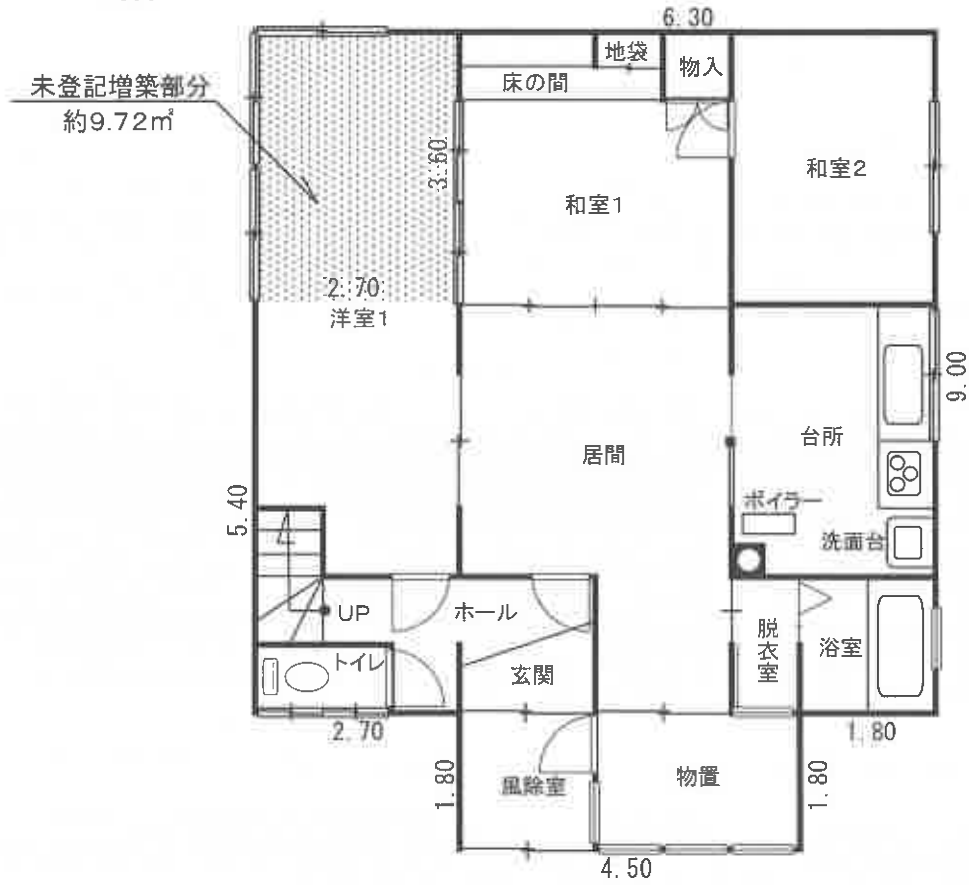 6.30
未登記増築部分
約9.72㎡
地袋
物入
床の間
3.60
和室1
和室2
2.70
洋室1
9.00
台所
居間
5.40
ボイラー
洗面台
UP
ホール
トイレ
玄関
脱衣室
浴室
2.70
1.80
1.80
風除室
物置
1.80
4.50